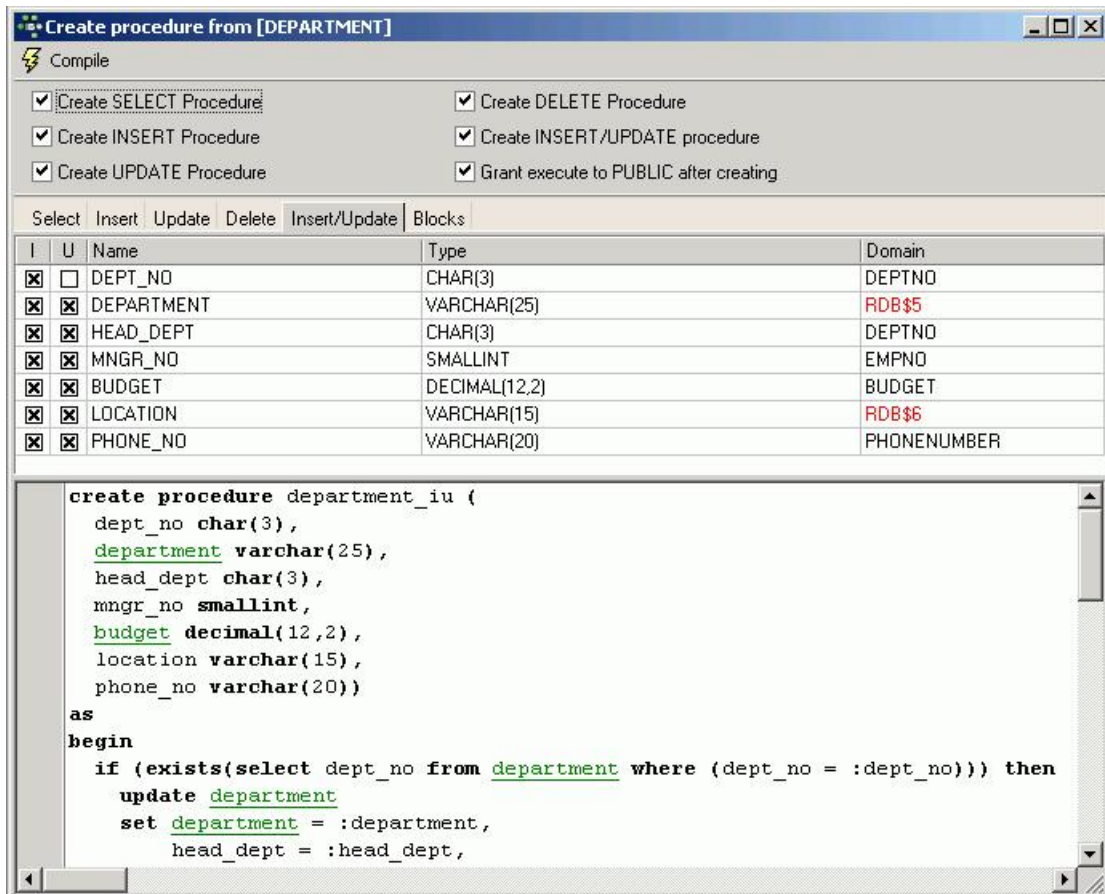 Create procedure from [DEPARTMENT]
Compile
Create SELECT Procedure Create DELETE Procedure
Create INSERT Procedure Create INSERT/UPDATE procedure
Create UPDATE Procedure Grant execute to PUBLIC after creating
Select Insert Update Delete Insert/Update Blocks
I U Name Type Domain
DEPT_NO CHAR(3) DEPTNO
DEPARTMENT VARCHAR(25) RDB$5
HEAD_DEPT CHAR(3) DEPTNO
MNGR_NO SMALLINT EMPNO
BUDGET DECIMAL(12,2) BUDGET
LOCATION VARCHAR(15) RDB$6
PHONE_NO VARCHAR(20) PHONENUMBER
create procedure department_iu (
dept_no char(3),
department varchar(25),
head_dept char(3),
mngr_no smallint,
budget decimal(12,2),
location varchar(15),
phone_no varchar(20))
as
begin
if (exists(select dept_no from department where (dept_no = :dept_no))) then
update department
set department = :department,
head_dept = :head_dept,